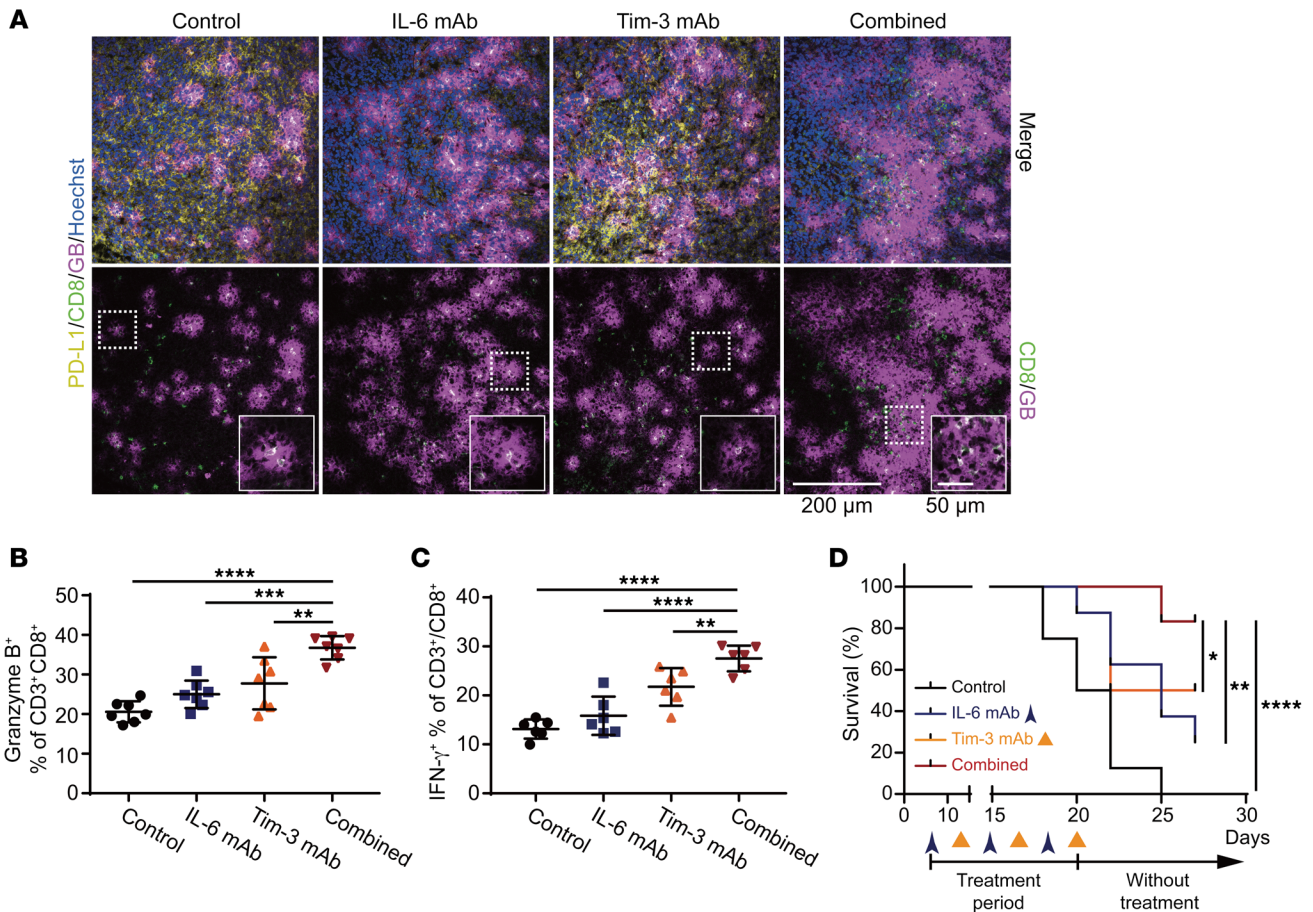 A
Control
IL-6 mAb
Tim-3 mAb
Combined
PD-L1/CD8/GB/Hoechst
Merge
CD8/GB
200 μm
50 μm
B
Granzyme B⁺
% of CD3⁺CD8⁺
50
40
30
20
10
0
****
***
**
Control
IL-6 mAb
Tim-3 mAb
Combined
C
IFN-γ⁺ % of CD3⁺/CD8⁺
40
30
20
10
0
****
****
**
Control
IL-6 mAb
Tim-3 mAb
Combined
D
Survival (%)
100
80
60
40
20
0
Control
IL-6 mAb
Tim-3 mAb
Combined
*
**
****
0 10 15 20 25 30
Days
Treatment
period
Without
treatment